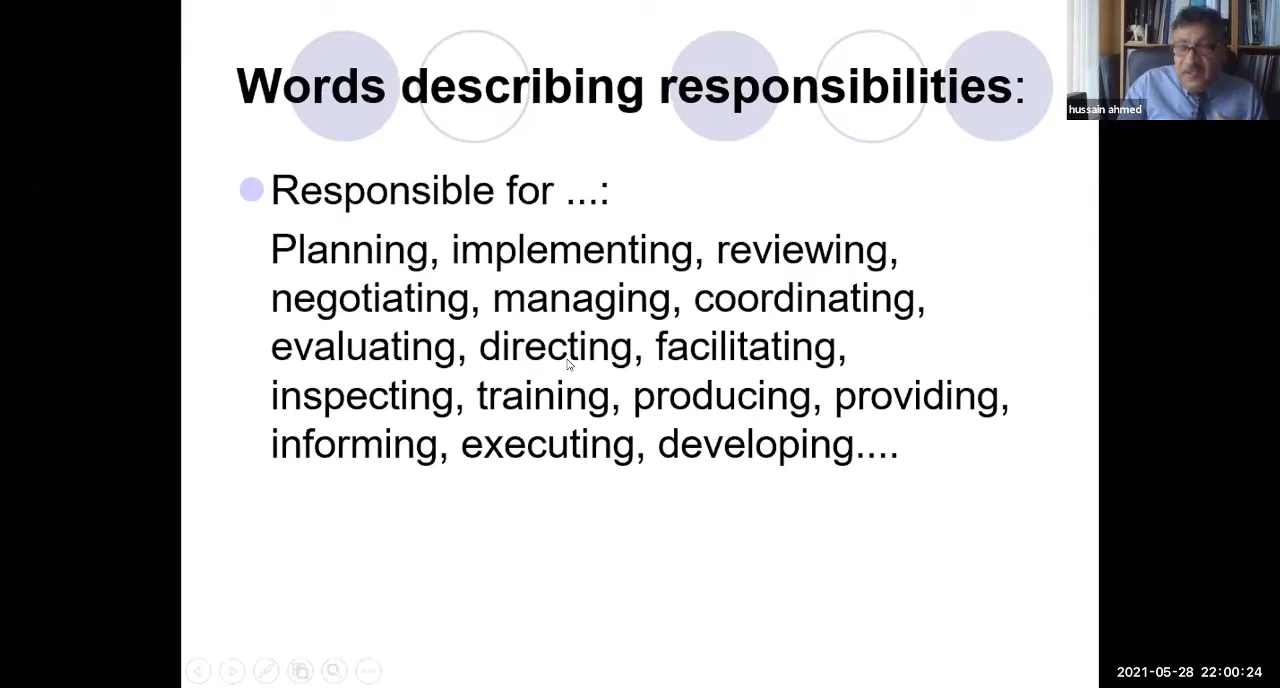 Words describing responsibilities:
hussain ahmed
Responsible for ...:
Planning, implementing, reviewing,
negotiating, managing, coordinating,
evaluating, directing, facilitating,
inspecting, training, producing, providing,
informing, executing, developing....
2021-05-28 22:00:24